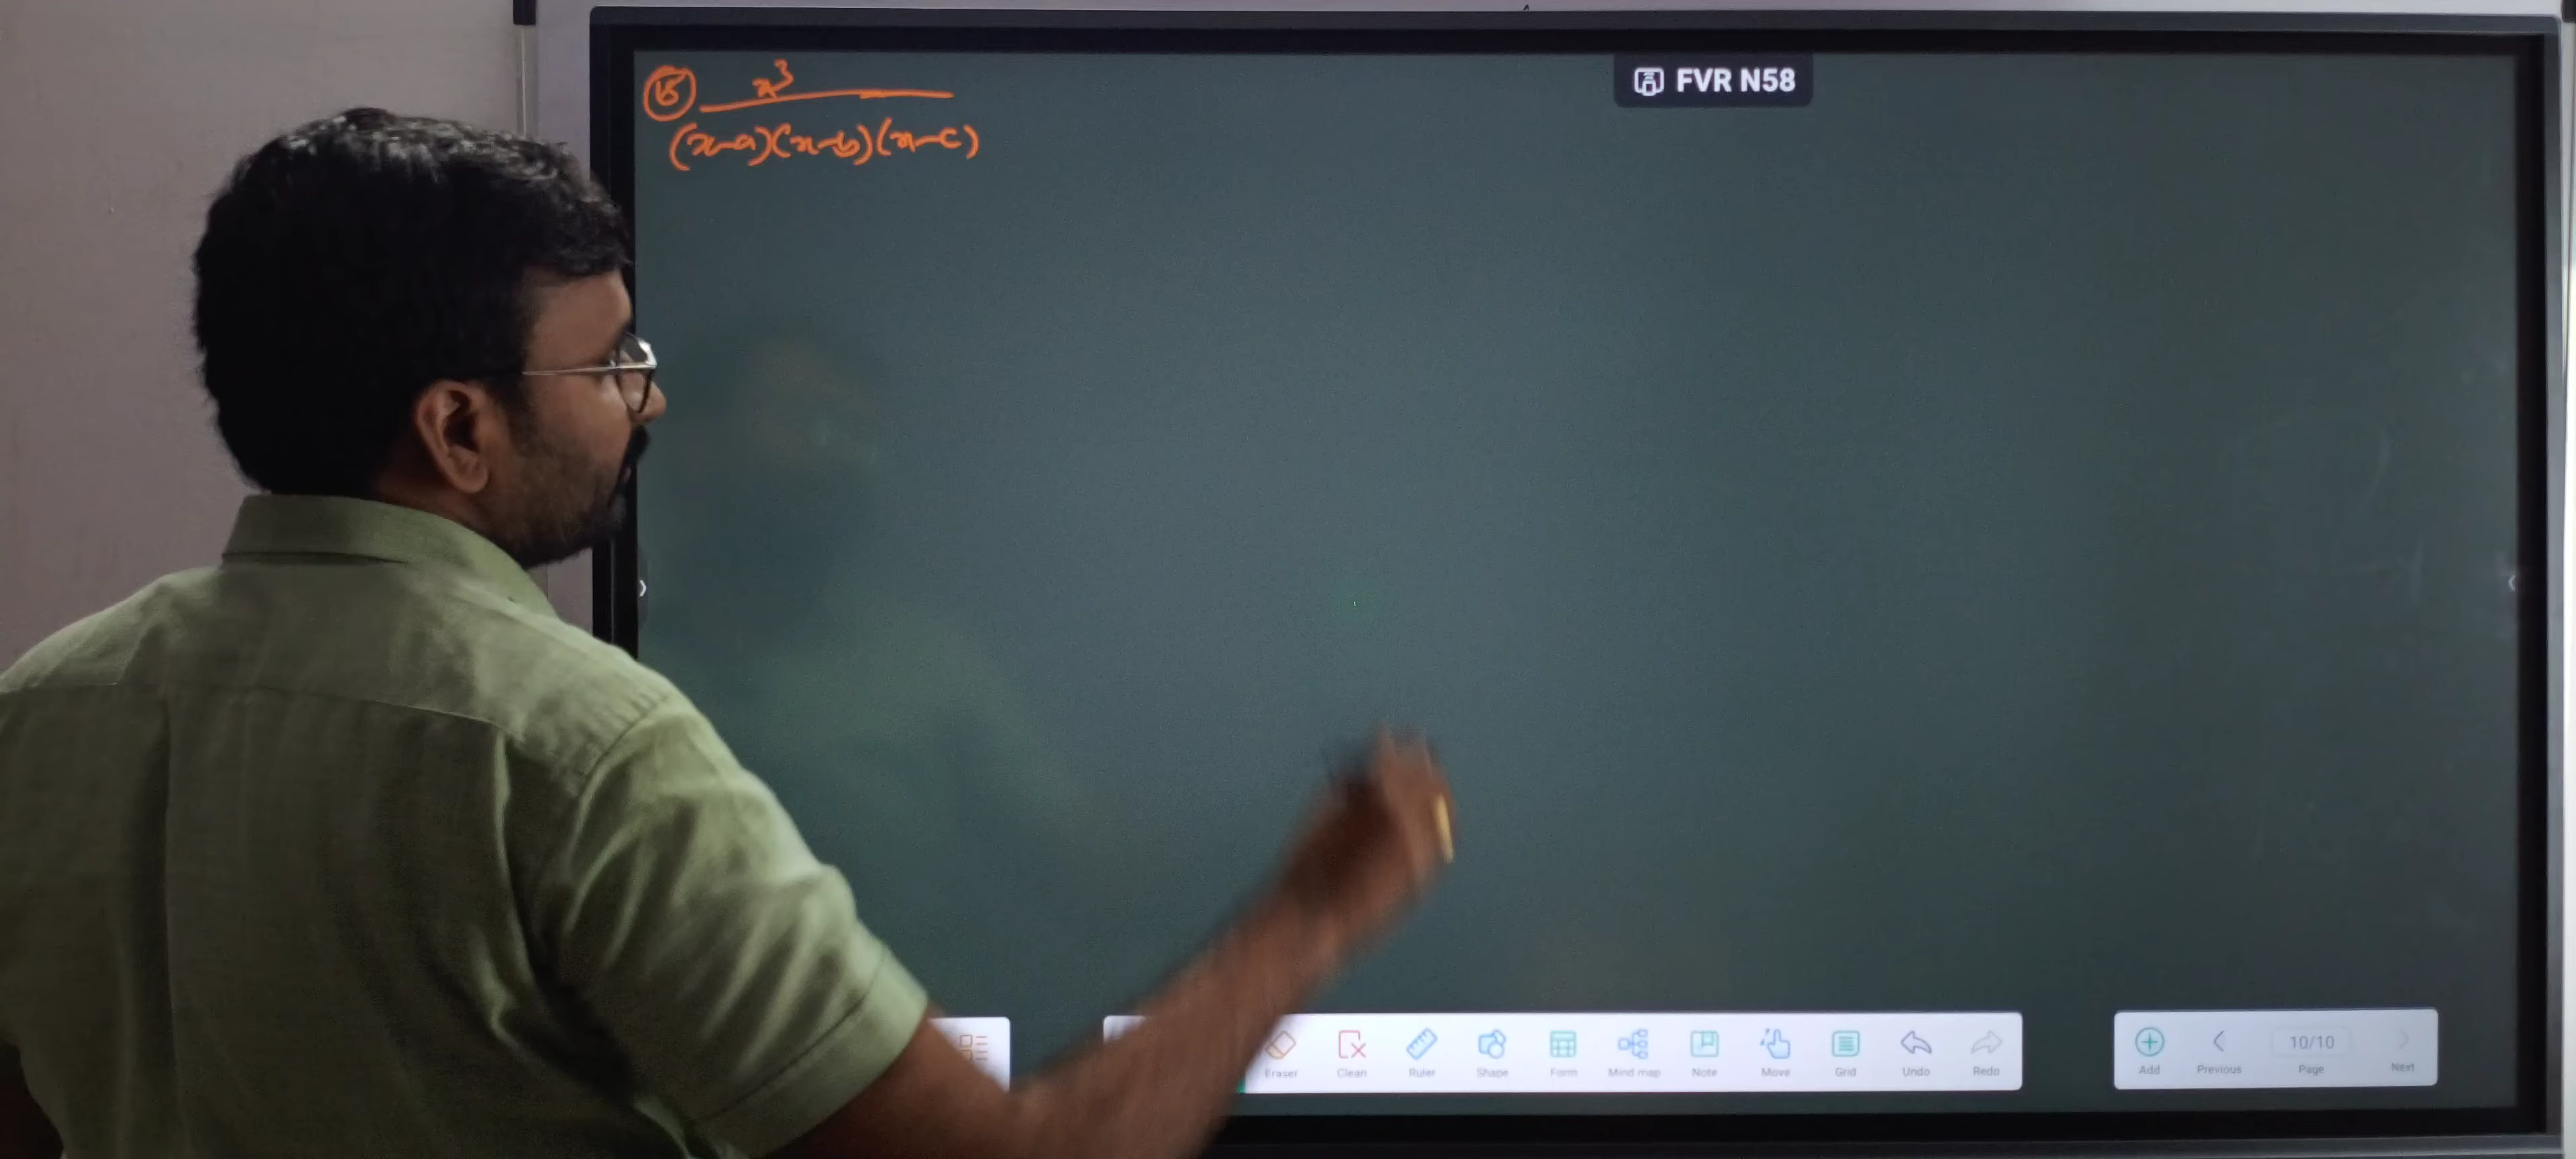 ⑮ x³
(x-a)(x-b)(x-c)
FVR N58
Eraser Clean Ruler Shape Form Mind map Note Move Grid Undo Redo
Add Previous 10/10 Page Next